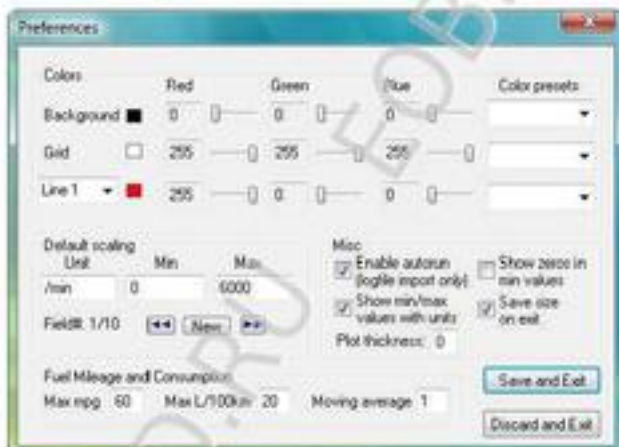 Preferences
Colors
Red Green Blue Color presets
Background 0 0 0
Grid 255 255 255
Line 1 255 0 0
Default scaling
Unit Min Max
/min 0 6000
Field#: 1/10 New
Misc
Enable autorun (logfile import only)
Show zeros in min values
Show min/max values with units
Save size on exit
Plot thickness: 0
Fuel Mileage and Consumption
Max mpg 60 Max L/100km 20 Moving average 1
Save and Exit
Discard and Exit